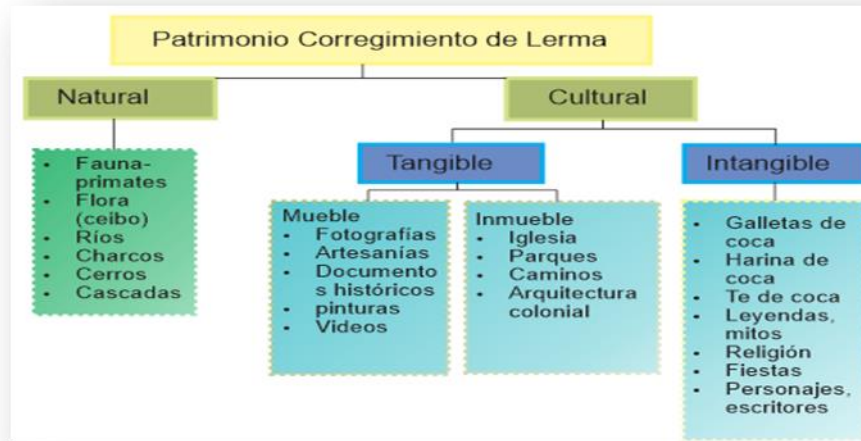 Patrimonio Corregimiento de Lerma
Natural
Cultural
• Fauna-
primates
• Flora
(ceibo)
• Ríos
• Charcos
• Cerros
• Cascadas
Tangible
Intangible
Mueble
• Fotografías
• Artesanías
• Documento
s históricos
• pinturas
• Videos
Inmueble
• Iglesia
• Parques
• Caminos
• Arquitectura
colonial
• Galletas de
coca
• Harina de
coca
• Te de coca
• Leyendas,
mitos
• Religión
• Fiestas
• Personajes,
escritores